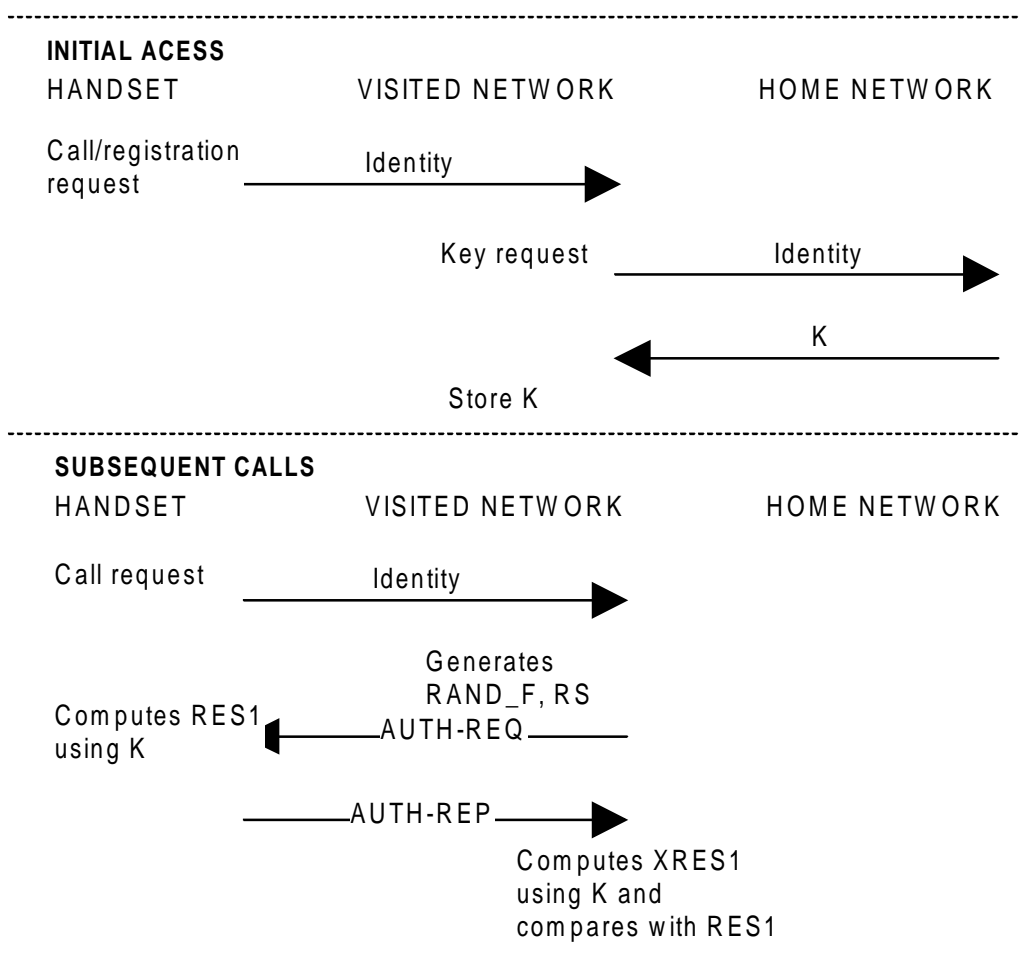 INITIAL ACESS
HANDSET VISITED NETWORK HOME NETWORK
Call/registration
request
Identity
Key request Identity
K
Store K
SUBSEQUENT CALLS
HANDSET VISITED NETWORK HOME NETWORK
Call request Identity
Generates
RAND_F, RS
Computes RES1
using K
AUTH-REQ
AUTH-REP
Computes XRES1
using K and
compares with RES1